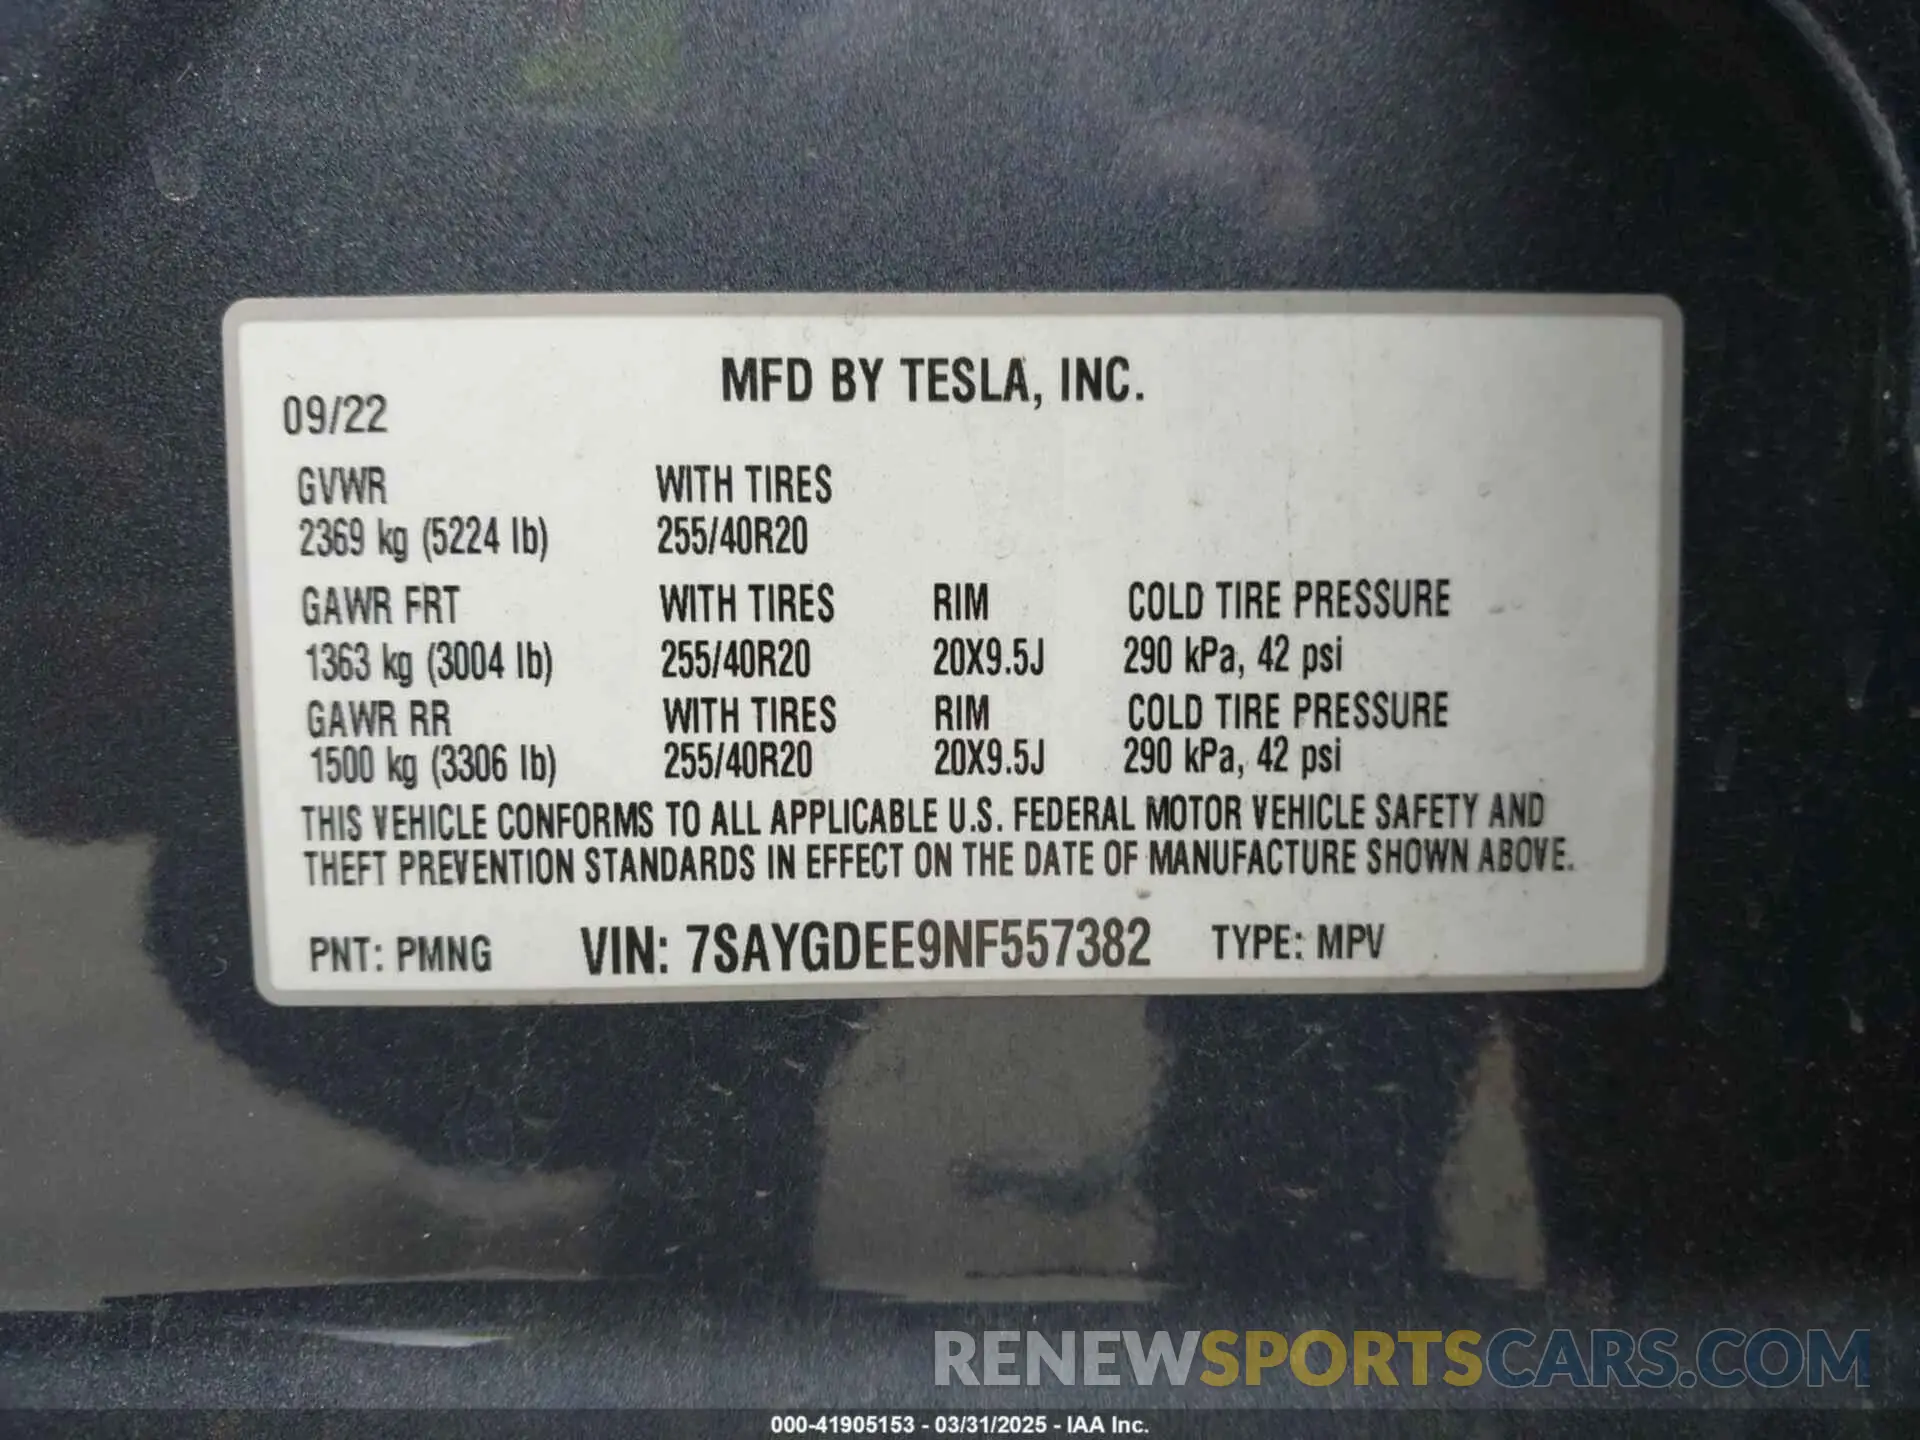 MFD BY TESLA, INC.
09/22
GVWR WITH TIRES
2369 kg (5224 lb) 255/40R20
GAWR FRT WITH TIRES RIM COLD TIRE PRESSURE
1363 kg (3004 lb) 255/40R20 20X9.5J 290 kPa, 42 psi
GAWR RR WITH TIRES RIM COLD TIRE PRESSURE
1500 kg (3306 lb) 255/40R20 20X9.5J 290 kPa, 42 psi
THIS VEHICLE CONFORMS TO ALL APPLICABLE U.S. FEDERAL MOTOR VEHICLE SAFETY AND
THEFT PREVENTION STANDARDS IN EFFECT ON THE DATE OF MANUFACTURE SHOWN ABOVE.
PNT: PMNG VIN: 7SAYGDEE9NF557382 TYPE: MPV
RENEWSPORTSCARS.COM
000-41905153 - 03/31/2025 - IAA Inc.